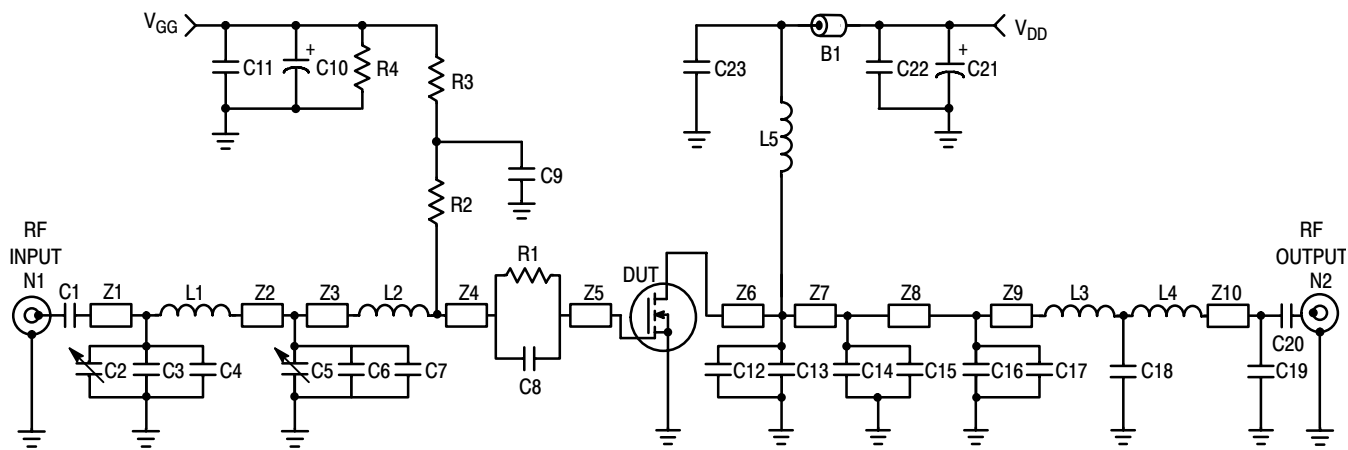 V_GG
C11
+
C10
R4
R3
C9
R2
C23
B1
C22
+
C21
V_DD
L5
RF
INPUT
N1
C1
Z1
L1
Z2
Z3
L2
Z4
R1
Z5
DUT
Z6
Z7
Z8
Z9
L3
L4
Z10
RF
OUTPUT
N2
C2
C3
C4
C5
C6
C7
C8
C12
C13
C14
C15
C16
C17
C18
C19
C20